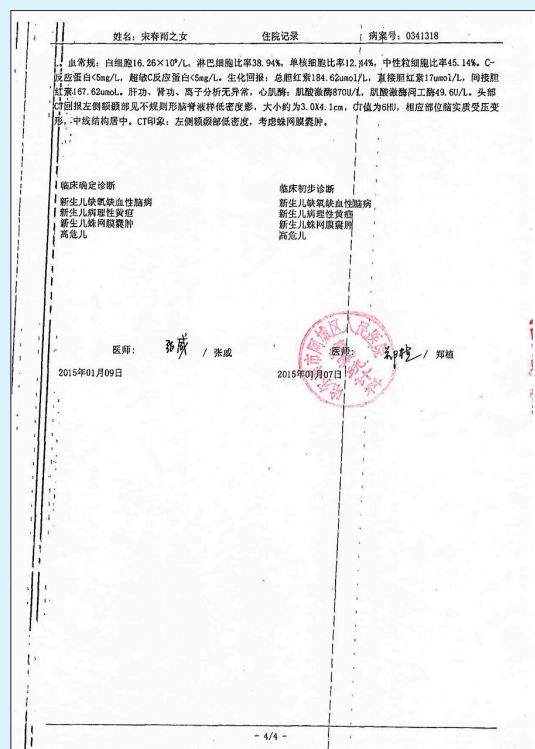 姓名：宋春雨之女 住院记录 病案号：0341318
血常规：白细胞16.26×10⁹/L，淋巴细胞比率38.94%，单核细胞比率12.44%，中性粒细胞比率45.14%。C-
反应蛋白<5mg/L，超敏C反应蛋白<5mg/L。生化回报：总胆红素184.62umol/L，直接胆红素17umol/L，间接胆
红素167.62umoL。肝功、肾功、离子分析无异常，心肌酶：肌酸激酶870U/L，肌酸激酶同工酶49.6U/L。头部
CT回报左侧额颞部见不规则形脑脊液样低密度影，大小约为3.0X4.1cm，CT值为6HU，相应部位脑实质受压变
形，中线结构居中。CT印象：左侧额颞部低密度，考虑蛛网膜囊肿。
临床确定诊断 临床初步诊断
新生儿缺氧缺血性脑病 新生儿缺氧缺血性脑病
新生儿病理性黄疸 新生儿病理性黄疸
新生儿蛛网膜囊肿 新生儿蛛网膜囊肿
高危儿 高危儿
医师： 张威 / 张威 医师： 郑植 / 郑植
2015年01月09日 2015年01月07日
哈尔滨市阿城区人民医院
- 4/4 -